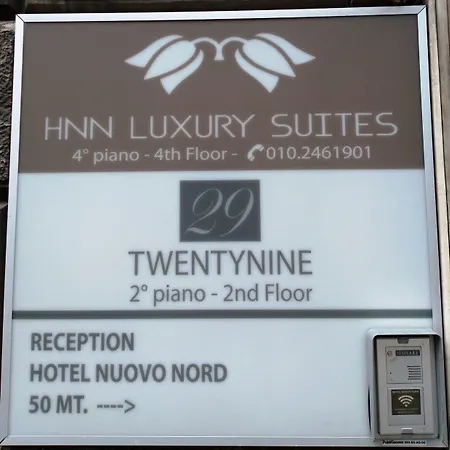 HNN LUXURY SUITES
4° piano - 4th Floor - 010.2461901
29
TWENTYNINE
2° piano - 2nd Floor
RECEPTION
HOTEL NUOVO NORD
50 MT. ---->